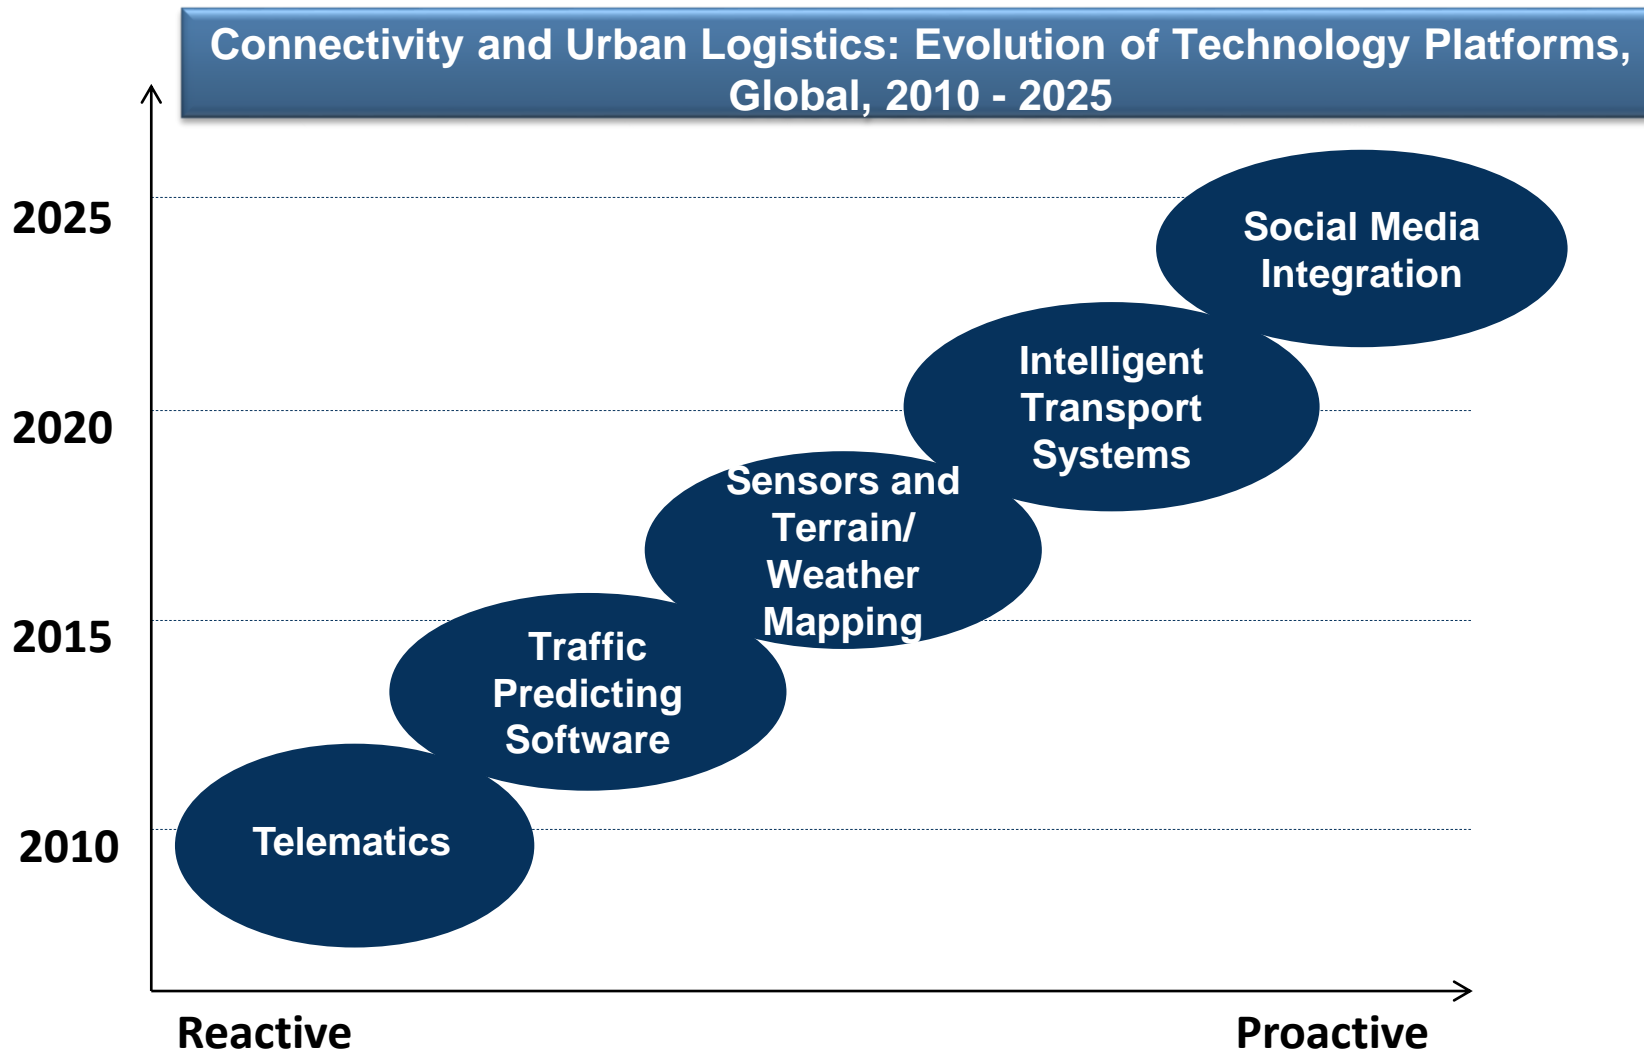 Connectivity and Urban Logistics: Evolution of Technology Platforms,
Global, 2010 - 2025
2025
Social Media
Integration
Intelligent
Transport
Systems
2020
Sensors and
Terrain/
Weather
Mapping
2015
Traffic
Predicting
Software
2010
Telematics
Reactive
Proactive